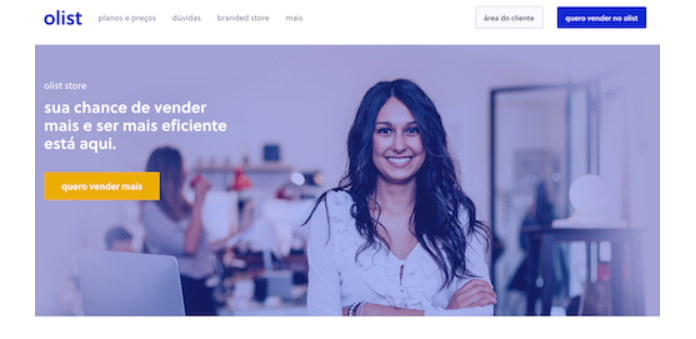 olist planos e preços dúvidas branded store mais área do cliente quero vender no olist
olist store
sua chance de vender
mais e ser mais eficiente
está aqui.
quero vender mais